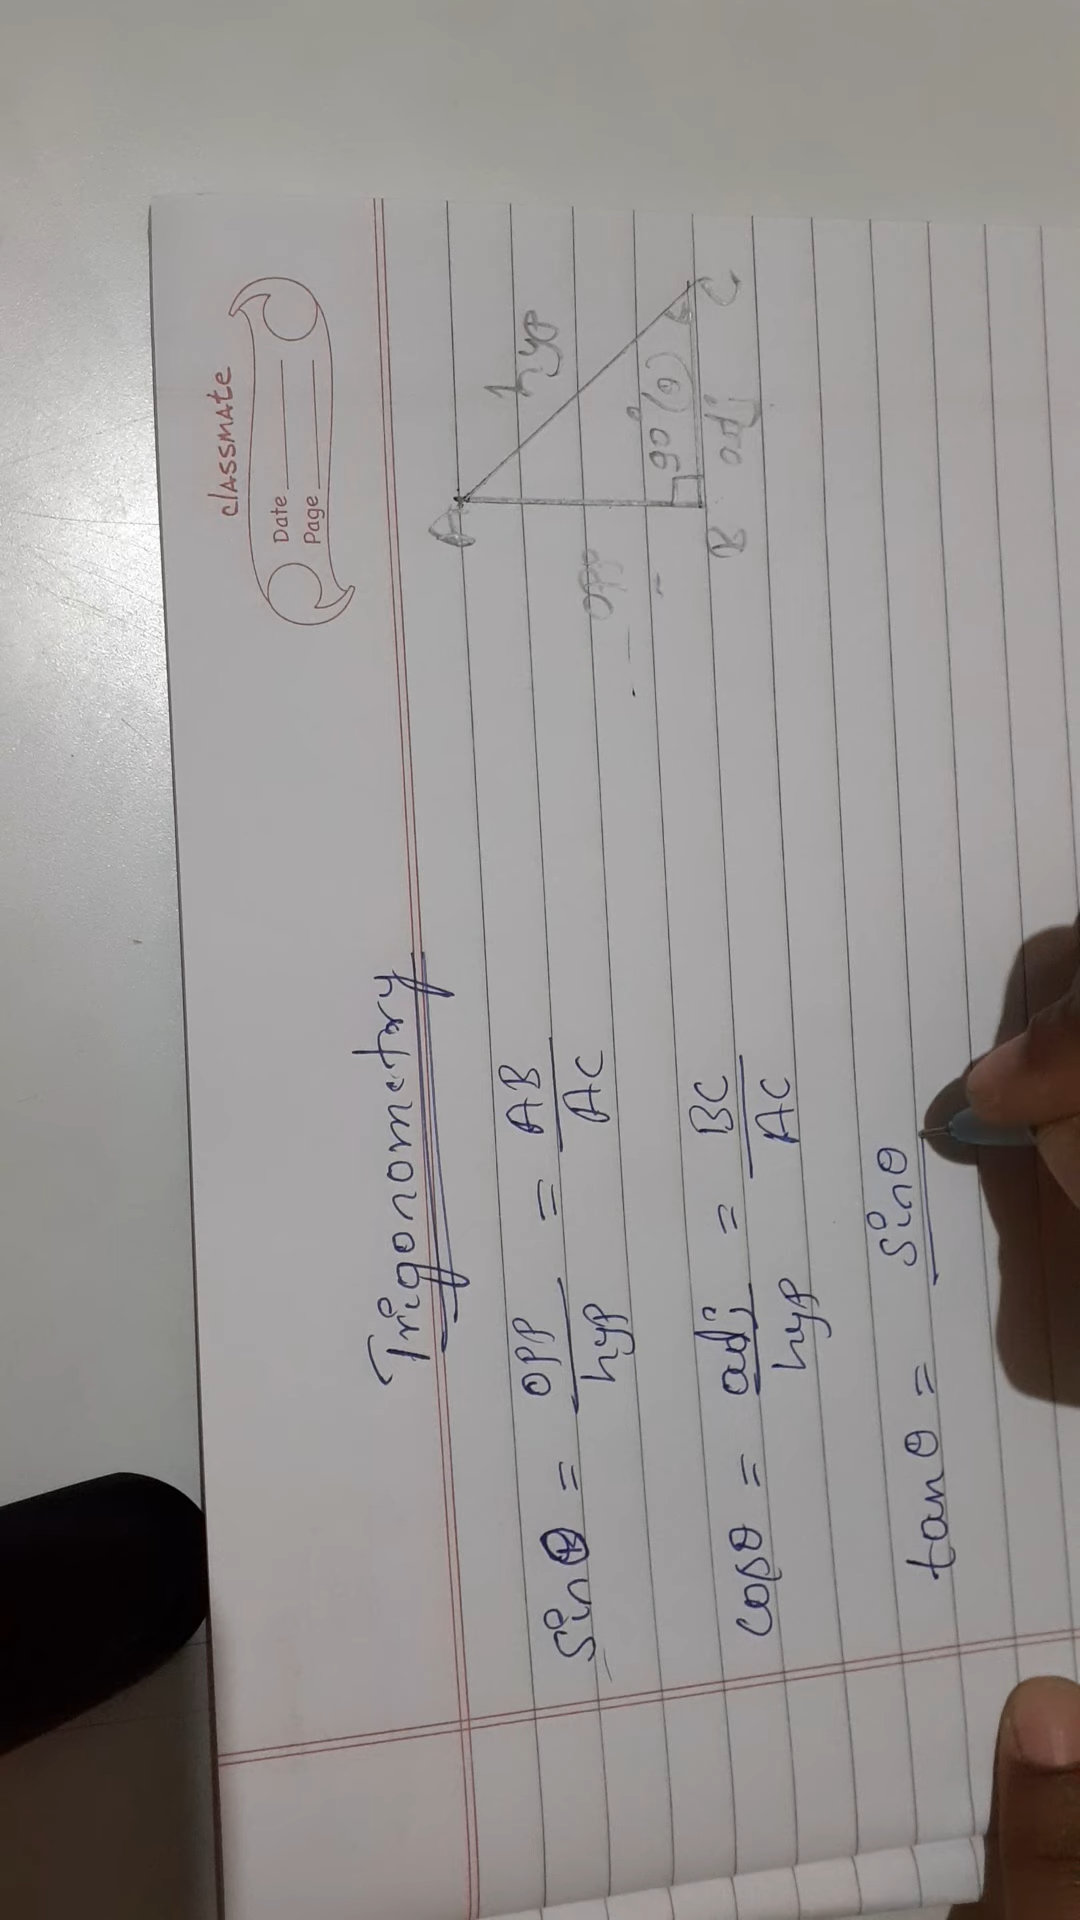 classmate
Date
Page
Trigonometry
A
hyp
opp
90° (θ)
B
adj
C
sinθ = opp/hyp = AB/AC
cosθ = adj/hyp = BC/AC
tanθ = sinθ